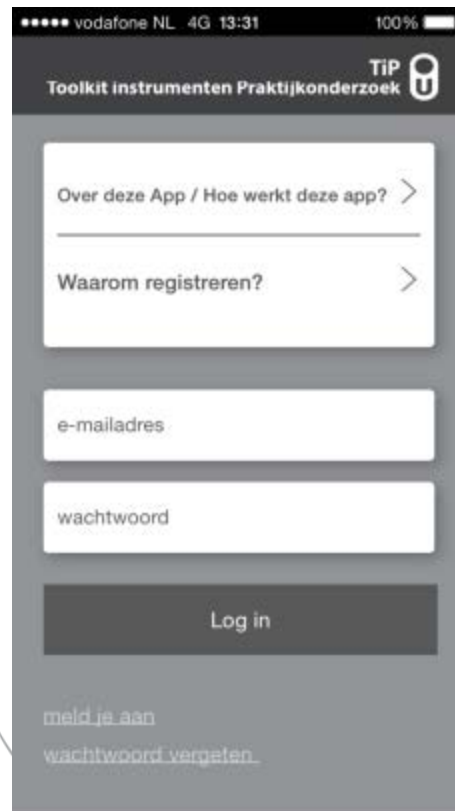 vodafone NL 4G 13:31 100%
TiP
Toolkit instrumenten Praktijkonderzoek
Over deze App / Hoe werkt deze app?
Waarom registreren?
e-mailadres
wachtwoord
Log in
meld je aan
wachtwoord vergeten